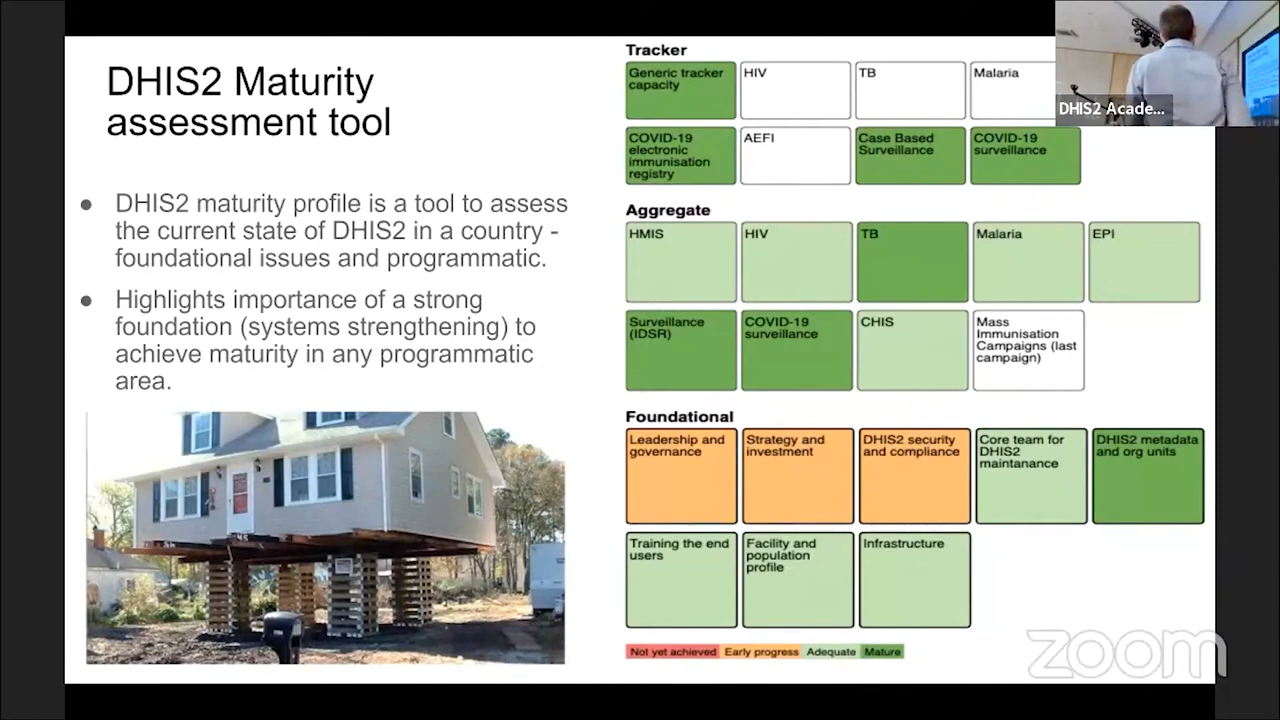 DHIS2 Maturity
assessment tool
● DHIS2 maturity profile is a tool to assess
the current state of DHIS2 in a country -
foundational issues and programmatic.
● Highlights importance of a strong
foundation (systems strengthening) to
achieve maturity in any programmatic
area.
Tracker
Generic tracker
capacity
HIV
TB
Malaria
COVID-19
electronic
immunisation
registry
AEFI
Case Based
Surveillance
COVID-19
surveillance
Aggregate
HMIS
HIV
TB
Malaria
EPI
Surveillance
(IDSR)
COVID-19
surveillance
CHIS
Mass
Immunisation
Campaigns (last
campaign)
Foundational
Leadership and
governance
Strategy and
investment
DHIS2 security
and compliance
Core team for
DHIS2
maintanance
DHIS2 metadata
and org units
Training the end
users
Facility and
population
profile
Infrastructure
Not yet achieved Early progress Adequate Mature
DHIS2 Acade...
zoom